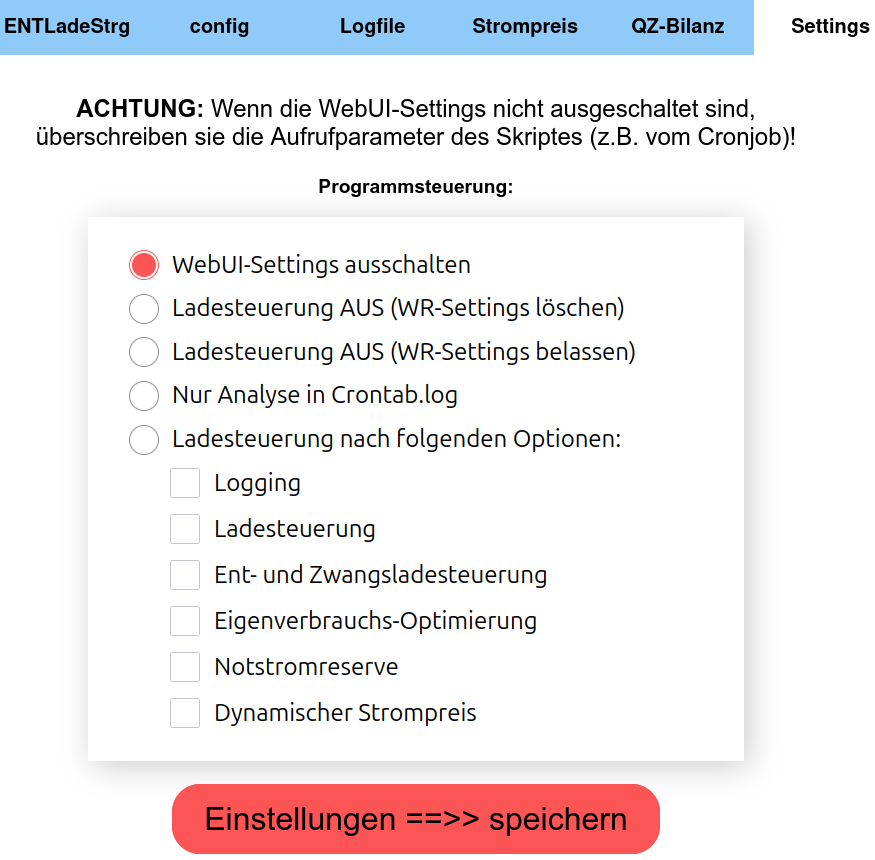 ENTLadeStrg config Logfile Strompreis QZ-Bilanz Settings
ACHTUNG: Wenn die WebUI-Settings nicht ausgeschaltet sind,
überschreiben sie die Aufrufparameter des Skriptes (z.B. vom Cronjob)!
Programmsteuerung:
WebUI-Settings ausschalten
Ladesteuerung AUS (WR-Settings löschen)
Ladesteuerung AUS (WR-Settings belassen)
Nur Analyse in Crontab.log
Ladesteuerung nach folgenden Optionen:
Logging
Ladesteuerung
Ent- und Zwangsladesteuerung
Eigenverbrauchs-Optimierung
Notstromreserve
Dynamischer Strompreis
Einstellungen ==>> speichern